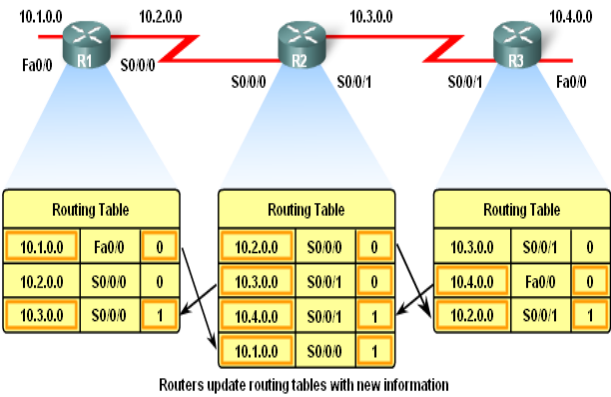 10.1.0.0 10.2.0.0 10.3.0.0 10.4.0.0
R1 R2 R3
Fa0/0 S0/0/0 S0/0/0 S0/0/1 S0/0/1 Fa0/0
Routing Table
10.1.0.0 Fa0/0 0
10.2.0.0 S0/0/0 0
10.3.0.0 S0/0/0 1
Routing Table
10.2.0.0 S0/0/0 0
10.3.0.0 S0/0/1 0
10.4.0.0 S0/0/1 1
10.1.0.0 S0/0/0 1
Routing Table
10.3.0.0 S0/0/1 0
10.4.0.0 Fa0/0 0
10.2.0.0 S0/0/1 1
Routers update routing tables with new information